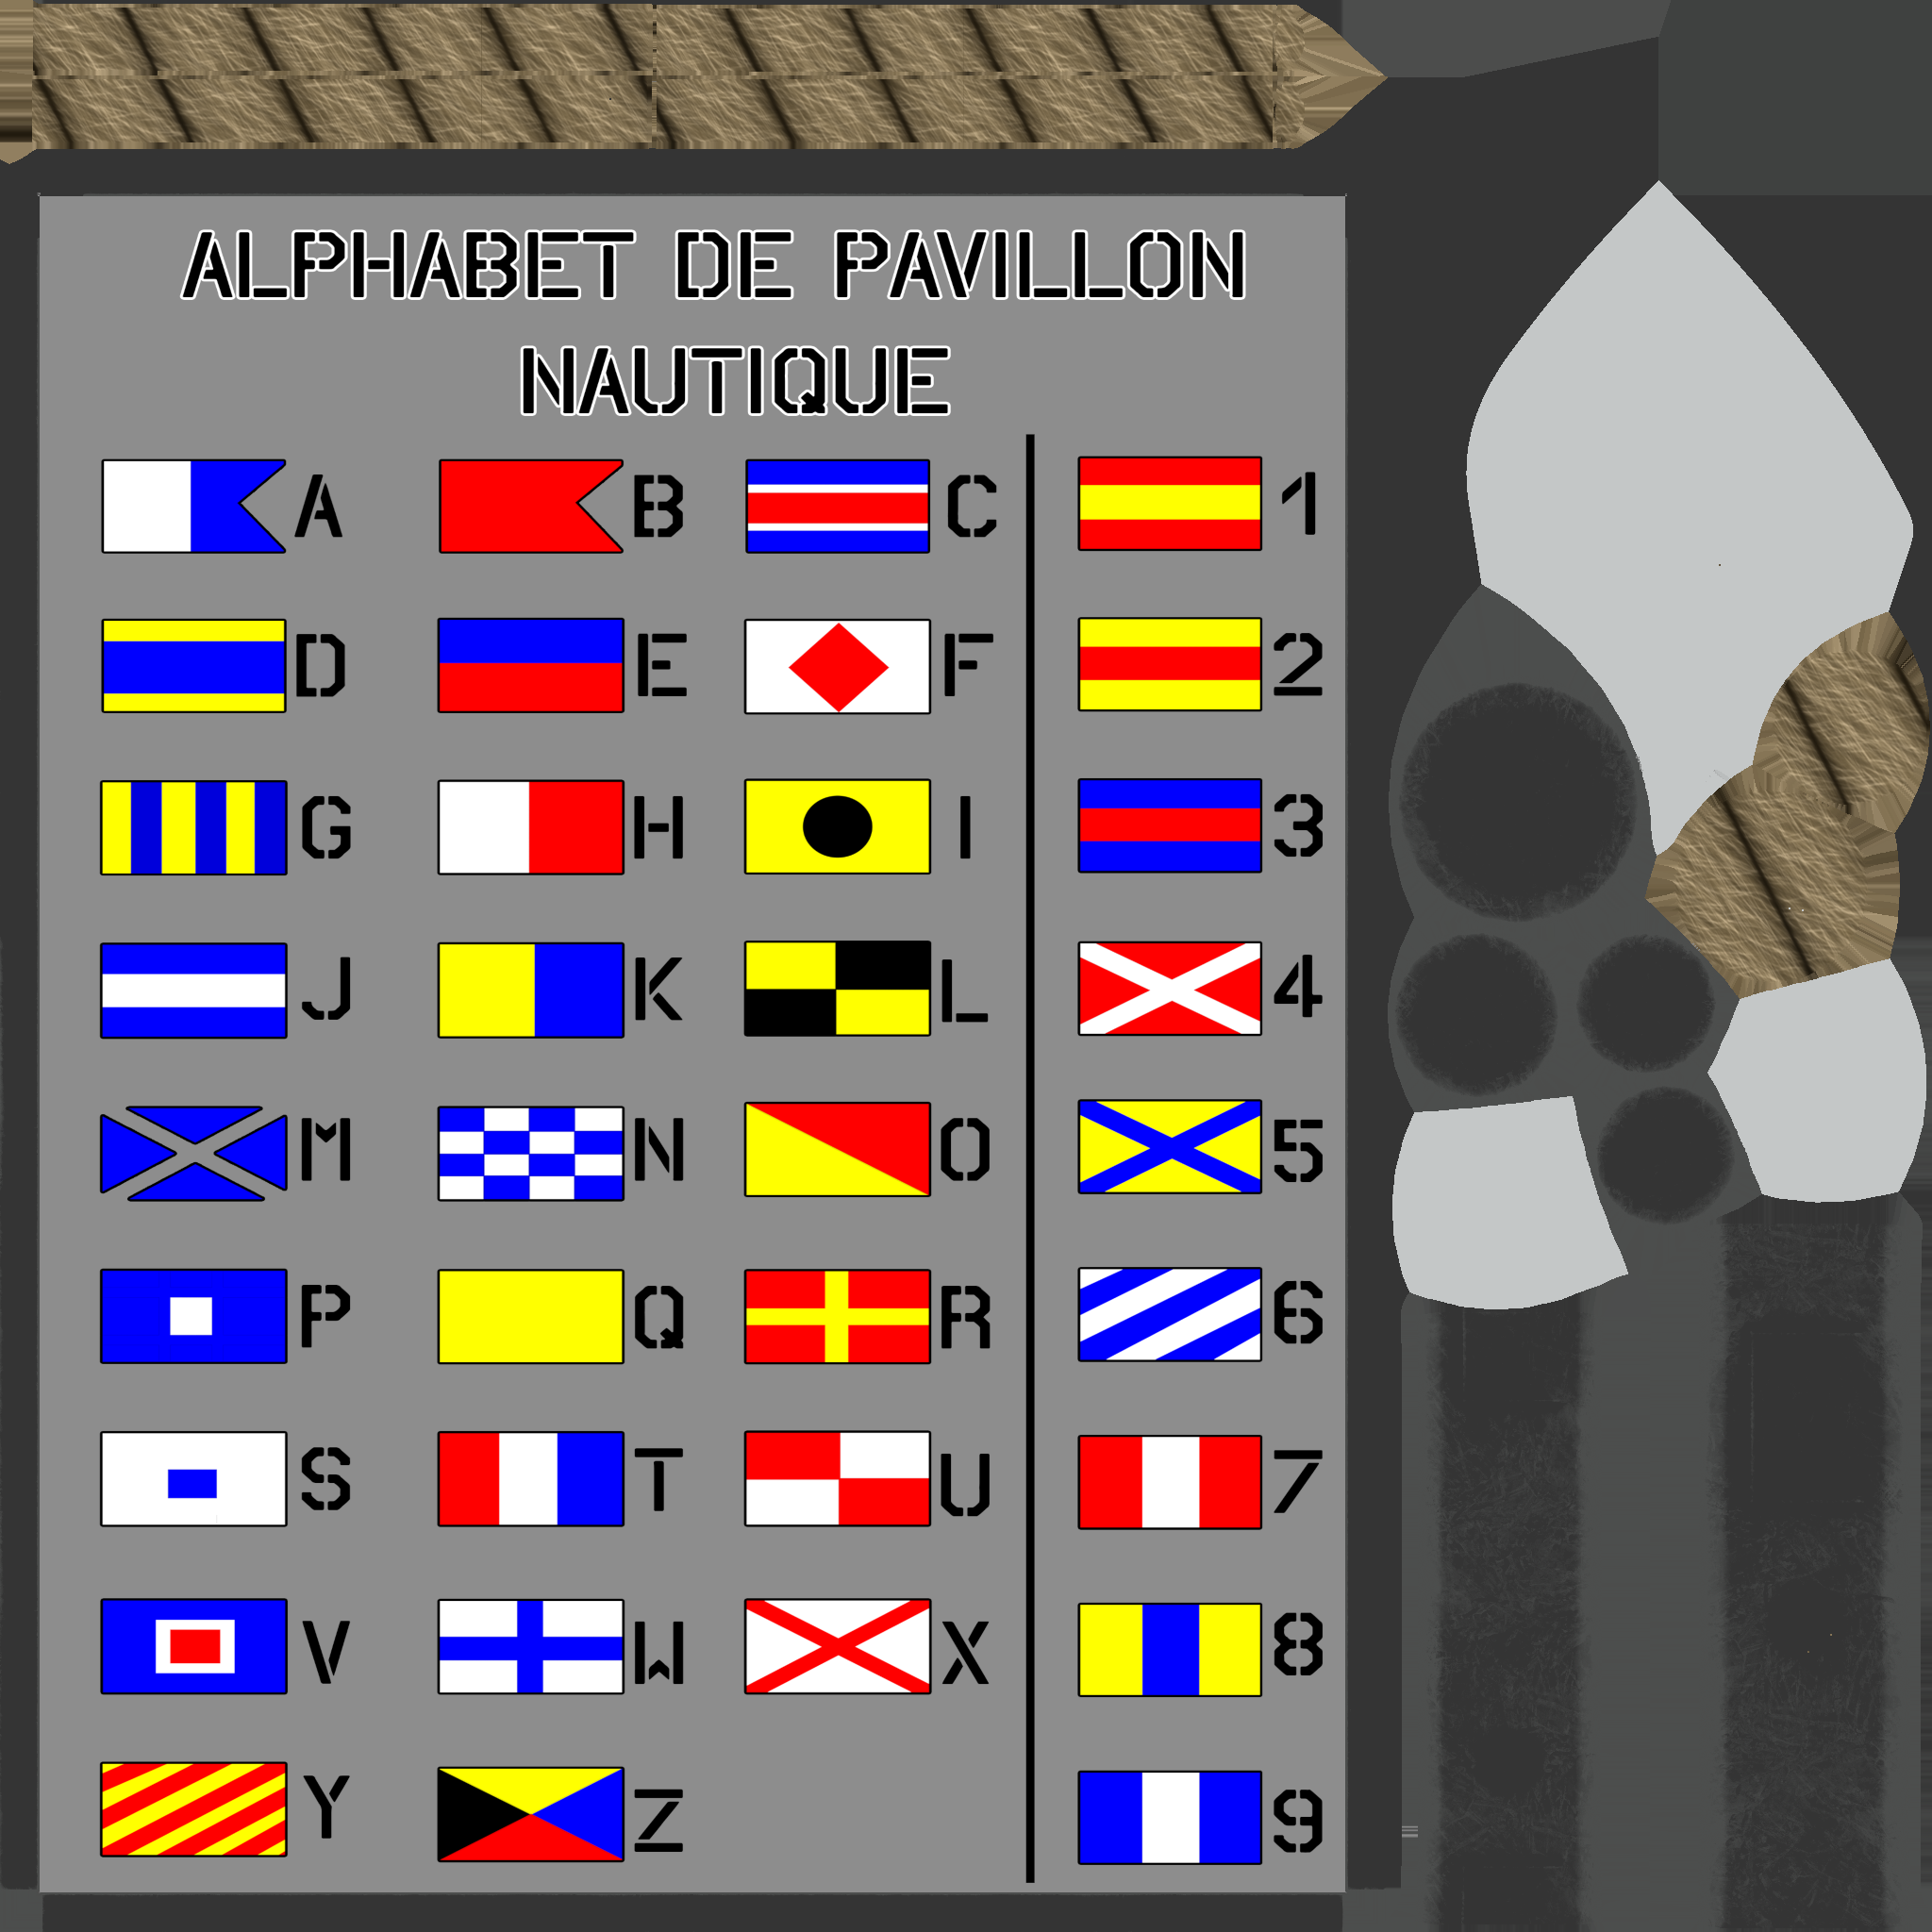 ALPHABET DE PAVILLON
NAUTIQUE
A B C 1
D E F 2
G H I 3
J K L 4
M N O 5
P Q R 6
S T U 7
V W X 8
Y Z 9